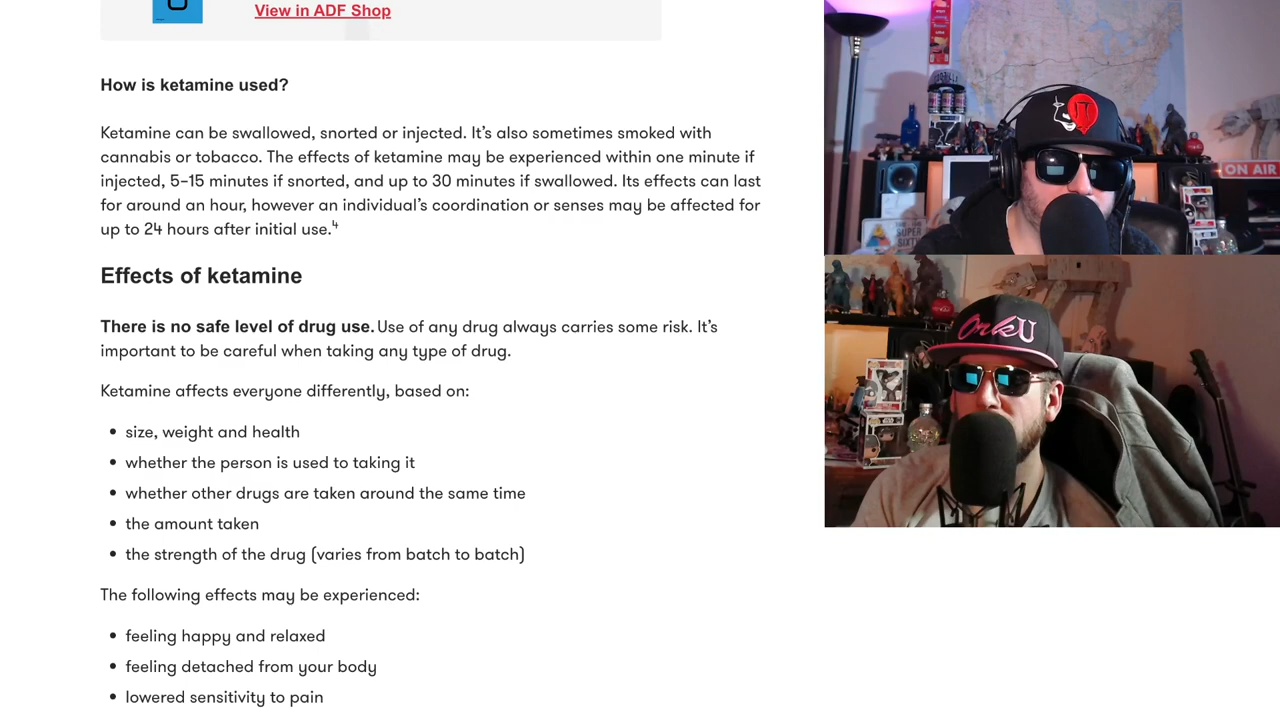 View in ADF Shop
How is ketamine used?
Ketamine can be swallowed, snorted or injected. It's also sometimes smoked with
cannabis or tobacco. The effects of ketamine may be experienced within one minute if
injected, 5–15 minutes if snorted, and up to 30 minutes if swallowed. Its effects can last
for around an hour, however an individual's coordination or senses may be affected for
up to 24 hours after initial use.⁴
Effects of ketamine
There is no safe level of drug use. Use of any drug always carries some risk. It's
important to be careful when taking any type of drug.
Ketamine affects everyone differently, based on:
• size, weight and health
• whether the person is used to taking it
• whether other drugs are taken around the same time
• the amount taken
• the strength of the drug (varies from batch to batch)
The following effects may be experienced:
• feeling happy and relaxed
• feeling detached from your body
• lowered sensitivity to pain
IT
ON AIR
SUPER
SIXTY
OrkU